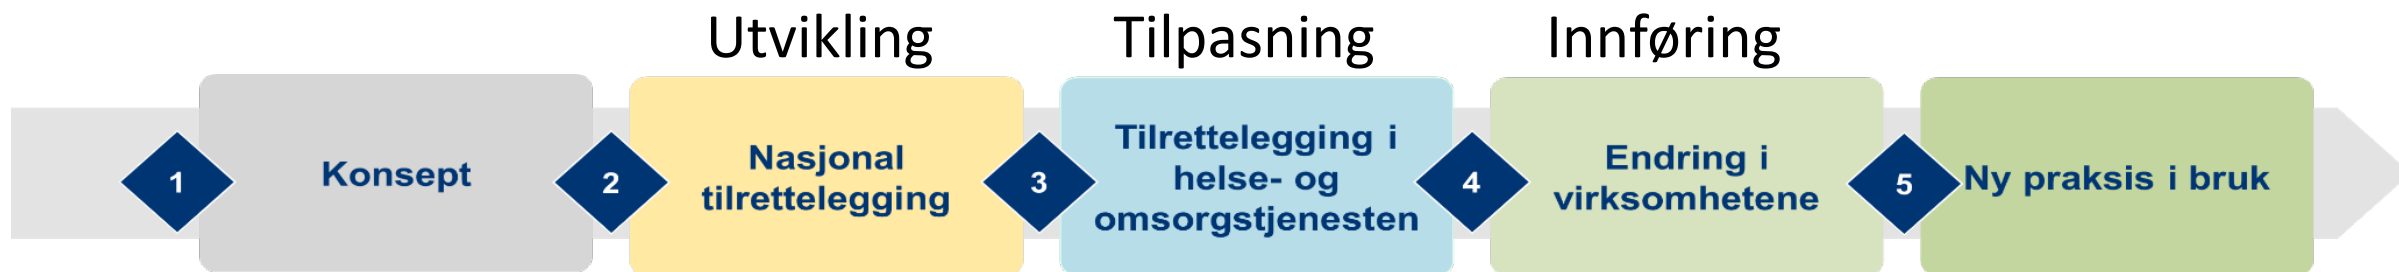 Utvikling
Tilpasning
Innføring
1
Konsept
2
Nasjonal
tilrettelegging
3
Tilrettelegging i
helse- og
omsorgstjenesten
4
Endring i
virksomhetene
5
Ny praksis i bruk